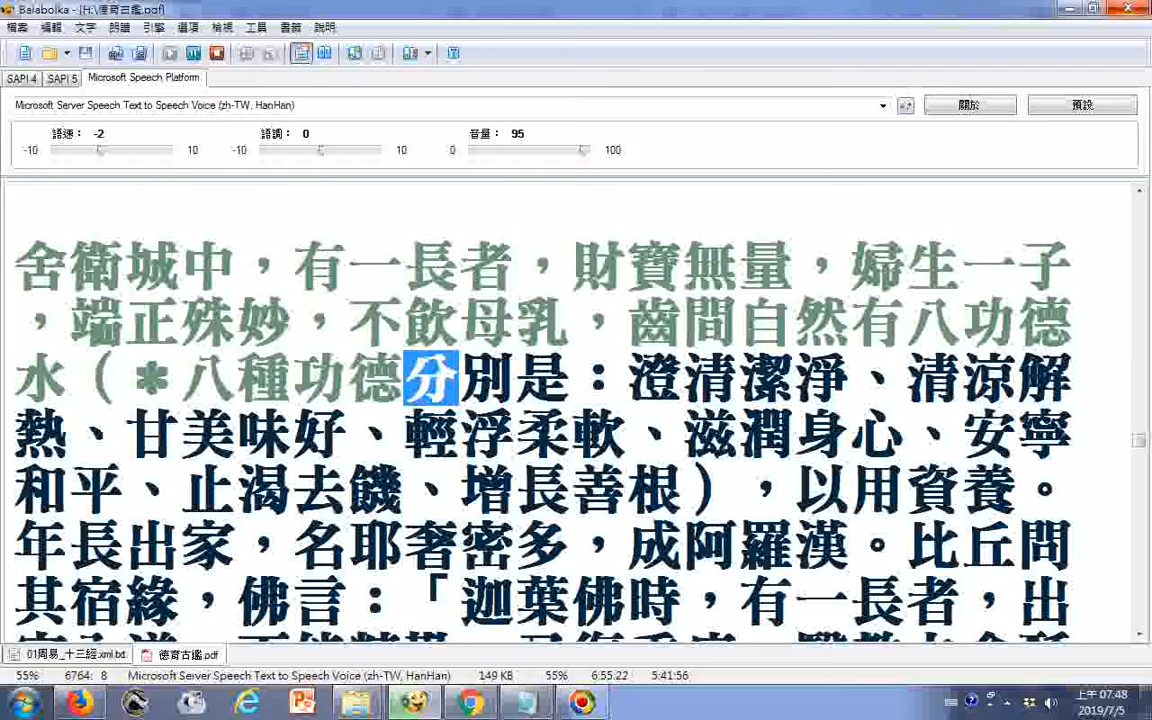 Balabolka - [H:\德育古鑑.pdf]
檔案 編輯 文字 朗讀 引擎 選項 檢視 工具 書籤 說明
SAPI 4 SAPI 5 Microsoft Speech Platform
Microsoft Server Speech Text to Speech Voice (zh-TW, HanHan) 關於 預設
語速： -2 語調： 0 音量： 95
-10 10 -10 10 0 100
舍衛城中，有一長者，財寶無量，婦生一子
，端正殊妙，不飲母乳，齒間自然有八功德
水（＊八種功德分別是：澄清潔淨、清涼解
熱、甘美味好、輕浮柔軟、滋潤身心、安寧
和平、止渴去饑、增長善根），以用資養。
年長出家，名耶奢密多，成阿羅漢。比丘問
其宿緣，佛言：「迦葉佛時，有一長者，出
01周易_十三經.xml.txt 德育古鑑.pdf
55% 6764: 8 Microsoft Server Speech Text to Speech Voice (zh-TW, HanHan) 149 KB 55% 6:55:22 5:41:56
上午 07:48
2019/7/5